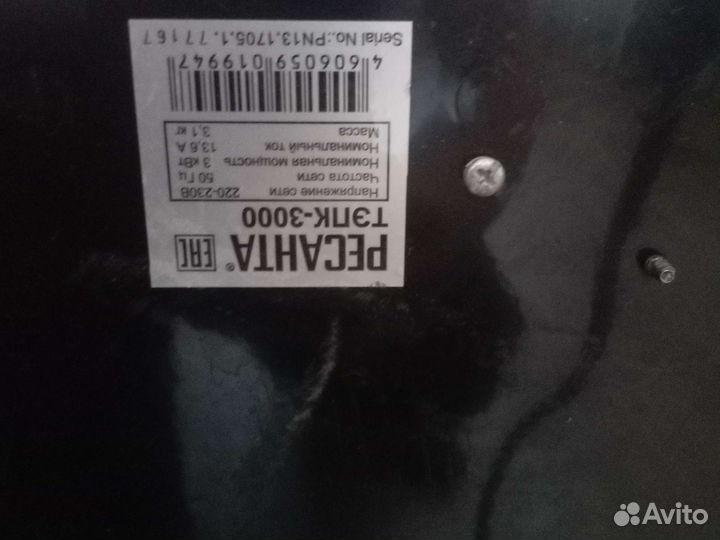 РЕСАНТА® EAC
ТЭПК-3000
Напряжение сети 220-230В
Частота сети 50 Гц
Номинальная мощность 3 кВт
Номинальный ток 13,6 А
Масса 3,1 кг
4 606059 019947
Serial No.:PN13.1705.1. 77167
Avito